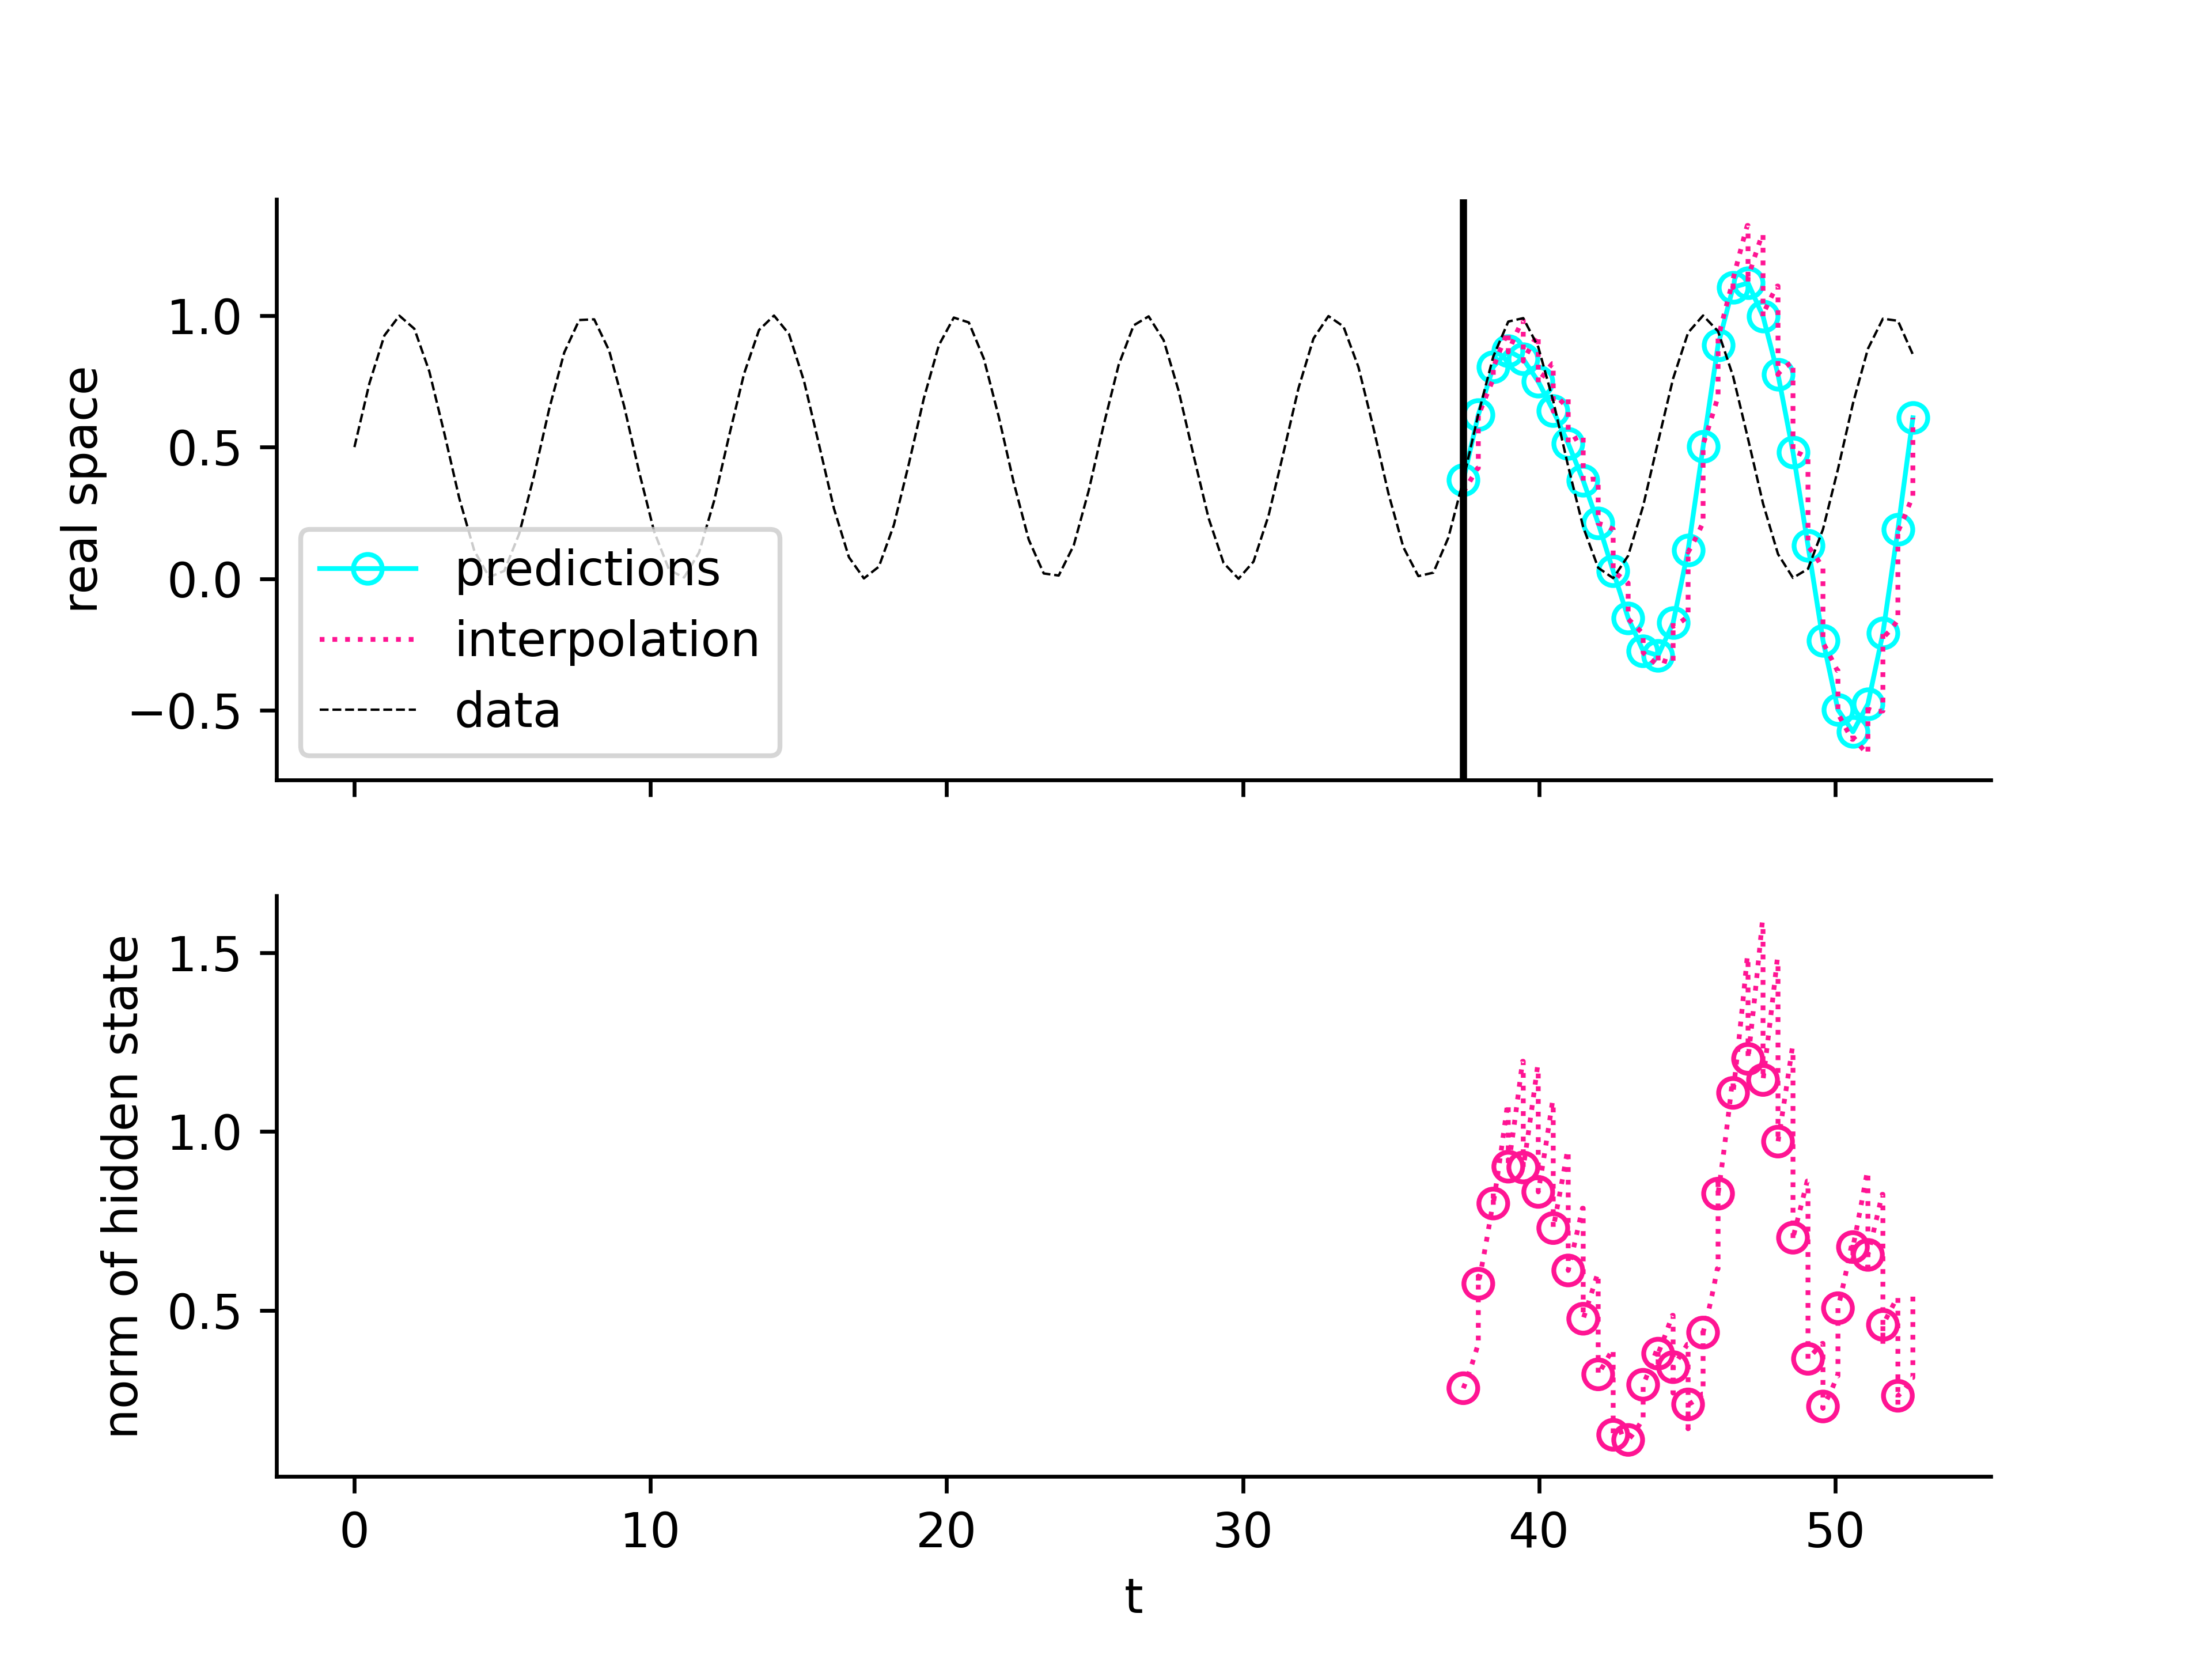 real space
1.0
0.5
0.0
−0.5
predictions
interpolation
data
norm of hidden state
1.5
1.0
0.5
0 10 20 30 40 50
t